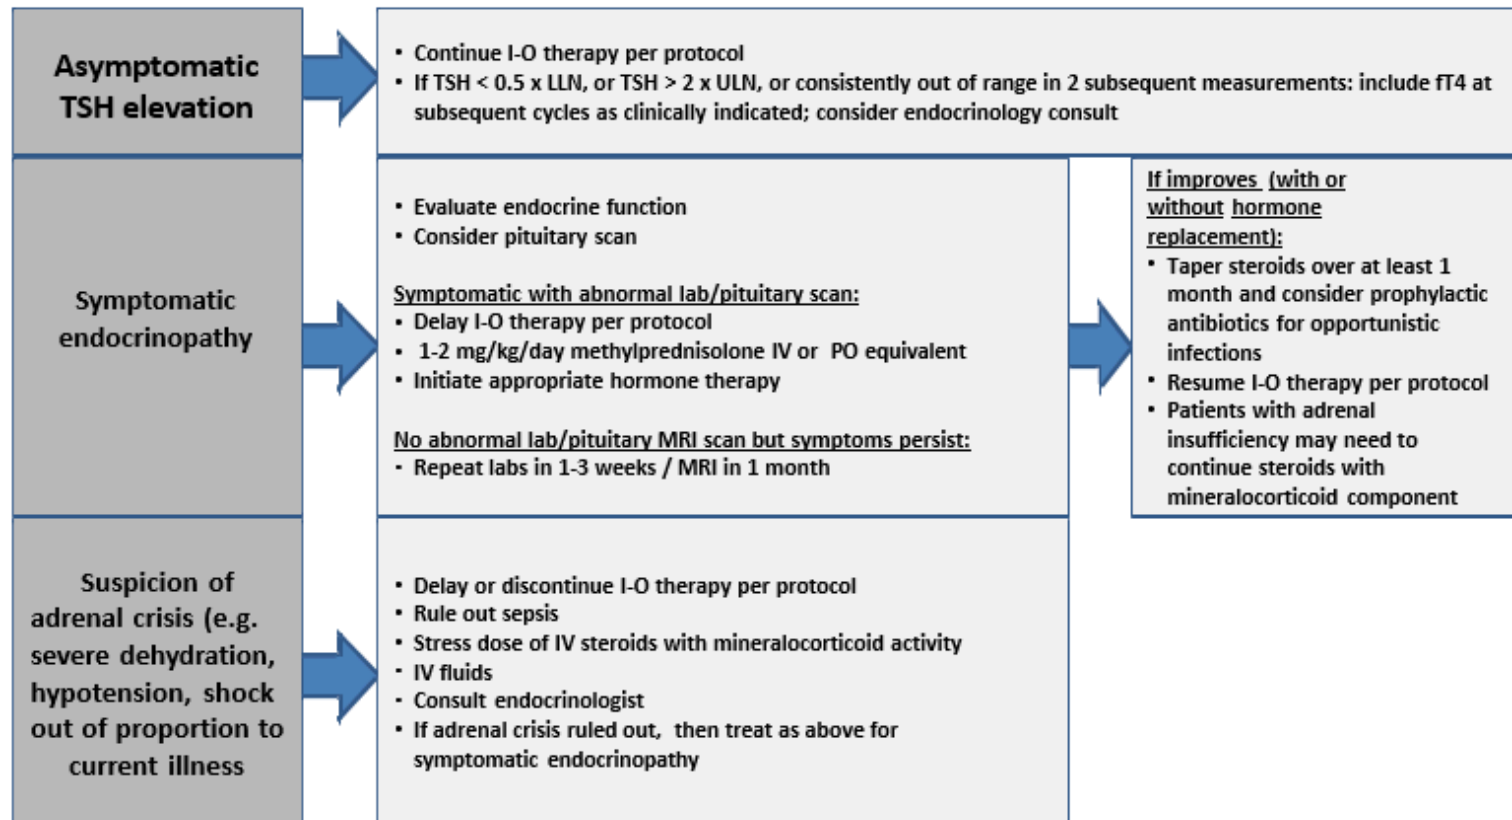 Asymptomatic
TSH elevation
• Continue I-O therapy per protocol
• If TSH < 0.5 x LLN, or TSH > 2 x ULN, or consistently out of range in 2 subsequent measurements: include fT4 at
subsequent cycles as clinically indicated; consider endocrinology consult
Symptomatic
endocrinopathy
• Evaluate endocrine function
• Consider pituitary scan
Symptomatic with abnormal lab/pituitary scan:
• Delay I-O therapy per protocol
• 1-2 mg/kg/day methylprednisolone IV or PO equivalent
• Initiate appropriate hormone therapy
No abnormal lab/pituitary MRI scan but symptoms persist:
• Repeat labs in 1-3 weeks / MRI in 1 month
If improves (with or
without hormone
replacement):
• Taper steroids over at least 1
month and consider prophylactic
antibiotics for opportunistic
infections
• Resume I-O therapy per protocol
• Patients with adrenal
insufficiency may need to
continue steroids with
mineralocorticoid component
Suspicion of
adrenal crisis (e.g.
severe dehydration,
hypotension, shock
out of proportion to
current illness
• Delay or discontinue I-O therapy per protocol
• Rule out sepsis
• Stress dose of IV steroids with mineralocorticoid activity
• IV fluids
• Consult endocrinologist
• If adrenal crisis ruled out, then treat as above for
symptomatic endocrinopathy